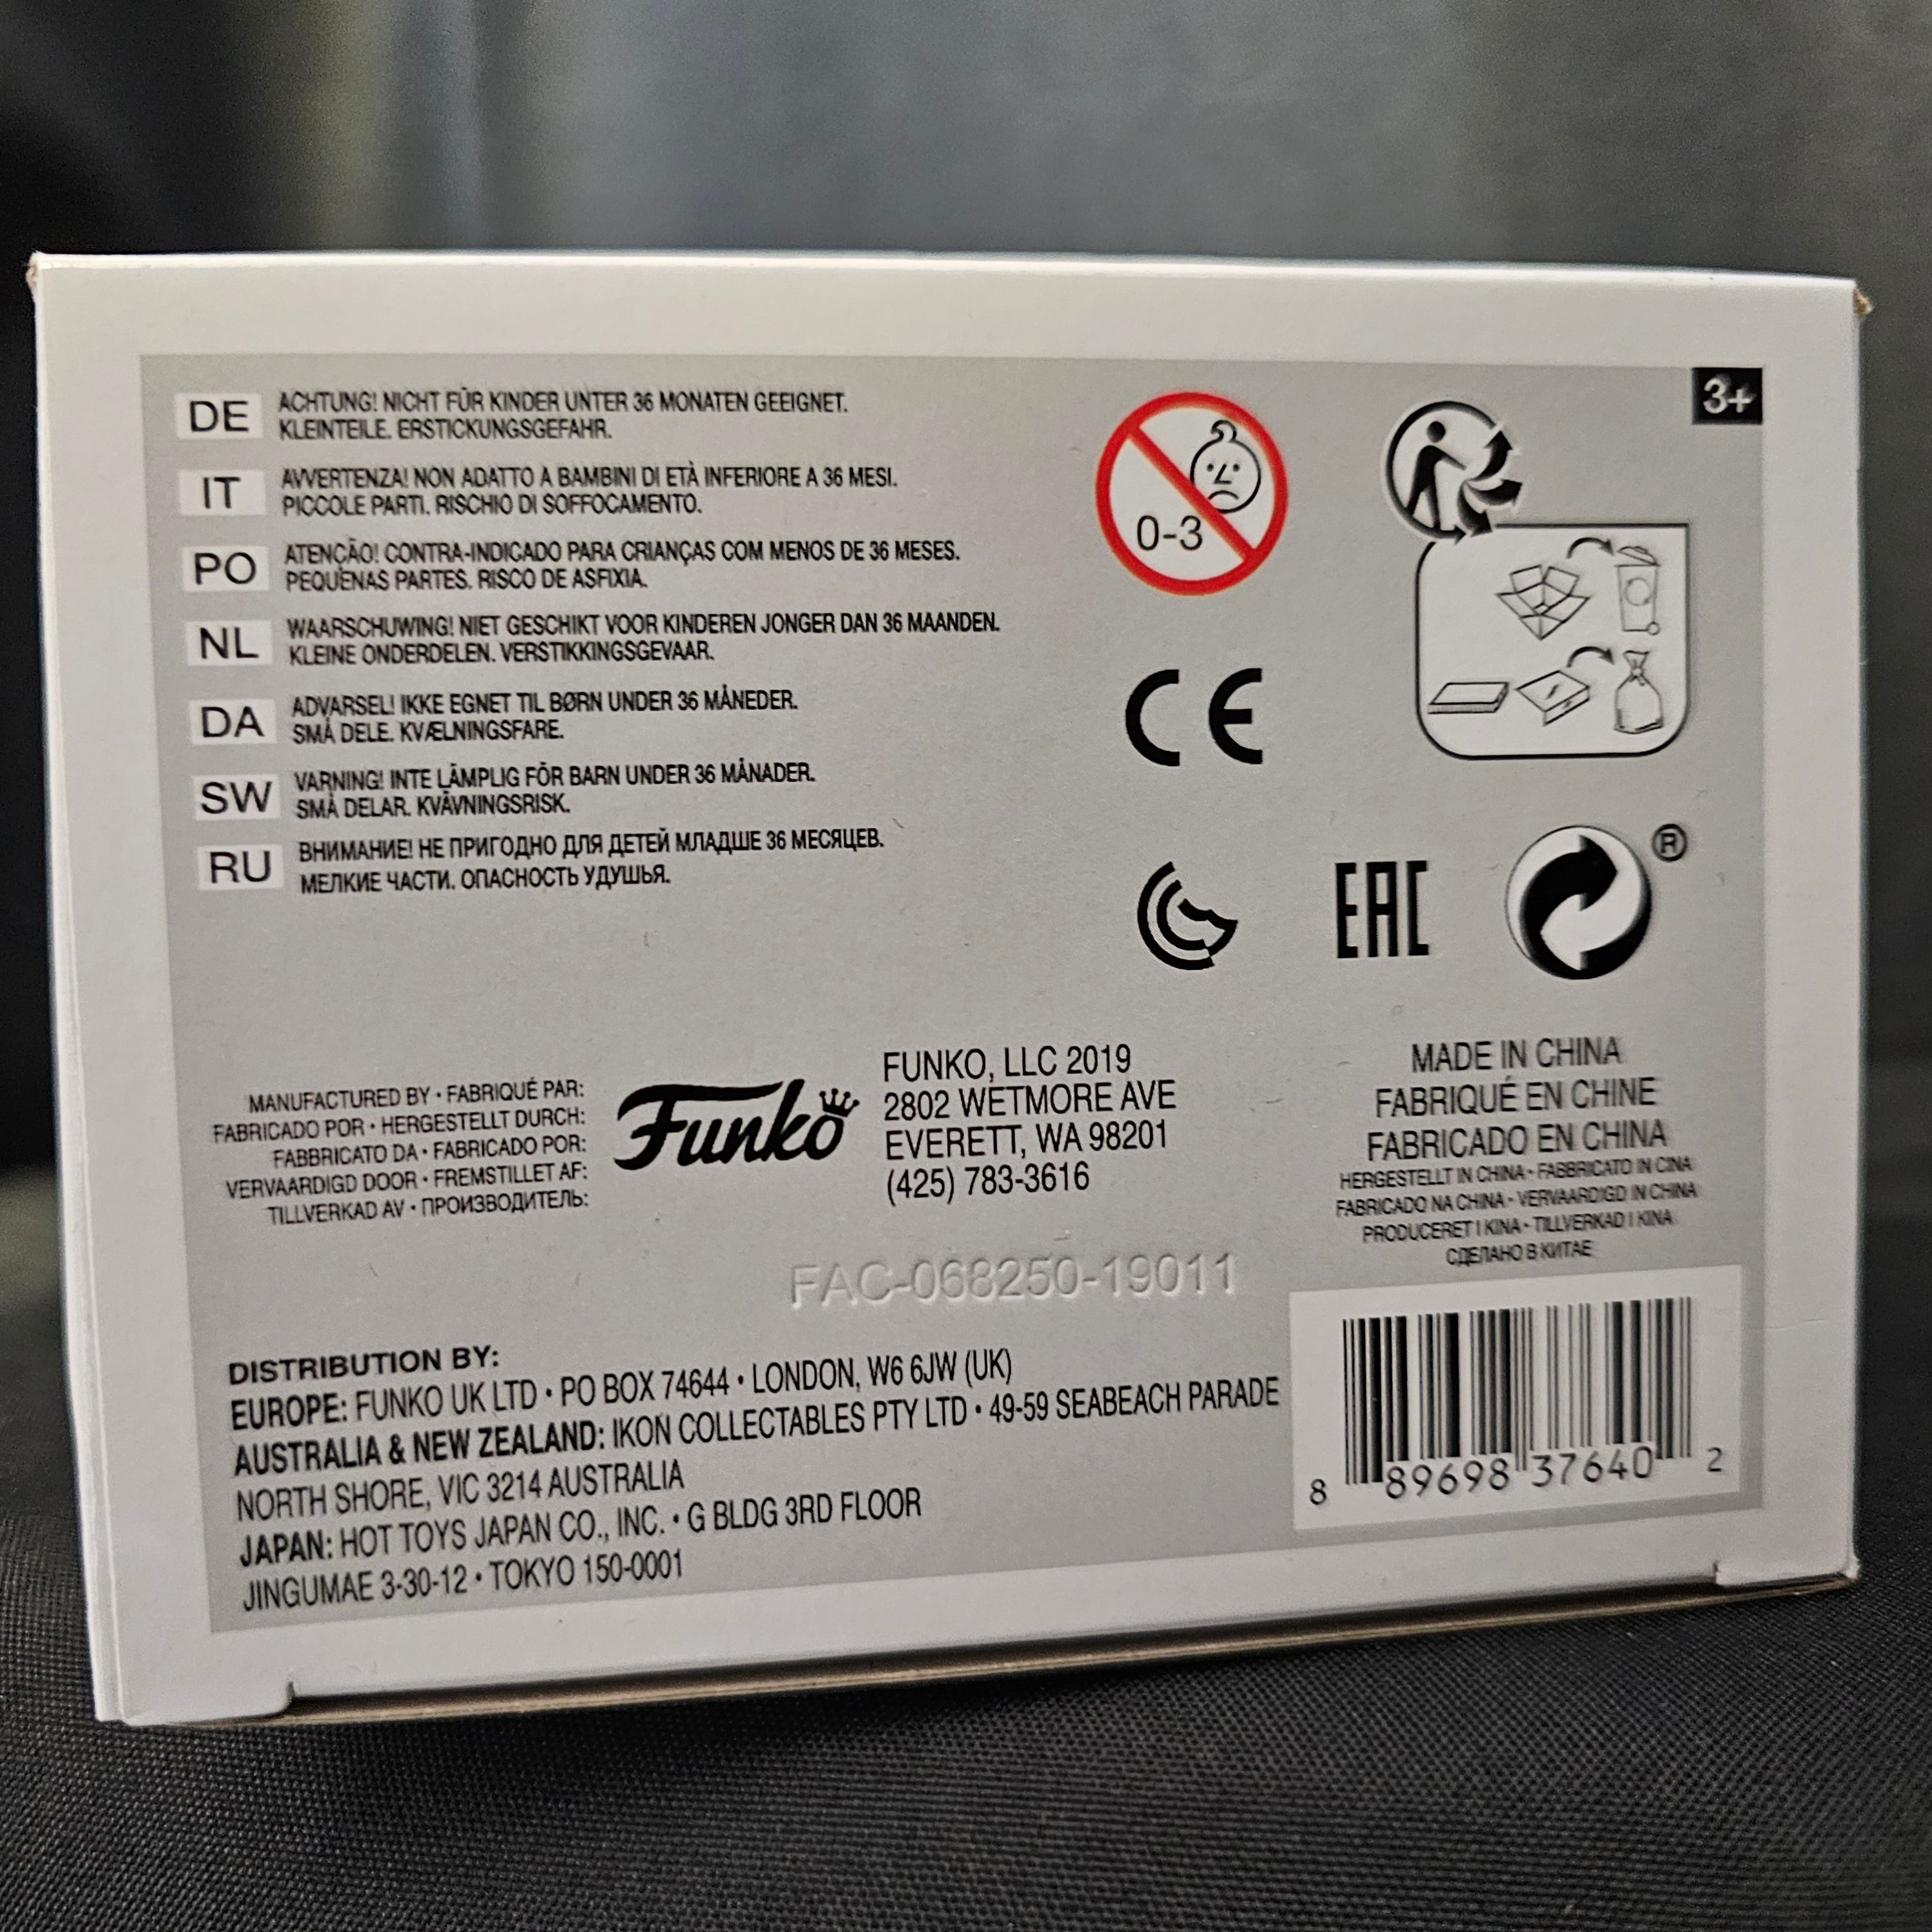 DE
ACHTUNG! NICHT FÜR KINDER UNTER 36 MONATEN GEEIGNET.
KLEINTEILE. ERSTICKUNGSGEFAHR.
IT
AVVERTENZA! NON ADATTO A BAMBINI DI ETÀ INFERIORE A 36 MESI.
PICCOLE PARTI. RISCHIO DI SOFFOCAMENTO.
PO
ATENÇÃO! CONTRA-INDICADO PARA CRIANÇAS COM MENOS DE 36 MESES.
PEQUENAS PARTES. RISCO DE ASFIXIA.
NL
WAARSCHUWING! NIET GESCHIKT VOOR KINDEREN JONGER DAN 36 MAANDEN.
KLEINE ONDERDELEN. VERSTIKKINGSGEVAAR.
DA
ADVARSEL! IKKE EGNET TIL BØRN UNDER 36 MÅNEDER.
SMÅ DELE. KVÆLNINGSFARE.
SW
VARNING! INTE LÄMPLIG FÖR BARN UNDER 36 MÅNADER.
SMÅ DELAR. KVÄVNINGSRISK.
RU
ВНИМАНИЕ! НЕ ПРИГОДНО ДЛЯ ДЕТЕЙ МЛАДШЕ 36 МЕСЯЦЕВ.
МЕЛКИЕ ЧАСТИ. ОПАСНОСТЬ УДУШЬЯ.
0-3
3+
CE
EAC
®
MANUFACTURED BY • FABRIQUÉ PAR:
FABRICADO POR • HERGESTELLT DURCH:
FABBRICATO DA • FABRICADO POR:
VERVAARDIGD DOOR • FREMSTILLET AF:
TILLVERKAD AV • ПРОИЗВОДИТЕЛЬ:
Funko
FUNKO, LLC 2019
2802 WETMORE AVE
EVERETT, WA 98201
(425) 783-3616
MADE IN CHINA
FABRIQUÉ EN CHINE
FABRICADO EN CHINA
HERGESTELLT IN CHINA • FABBRICATO IN CINA
FABRICADO NA CHINA • VERVAARDIGD IN CHINA
PRODUCERET I KINA • TILLVERKAD I KINA
СДЕЛАНО В КИТАЕ
FAC-068250-19011
DISTRIBUTION BY:
EUROPE: FUNKO UK LTD • PO BOX 74644 • LONDON, W6 6JW (UK)
AUSTRALIA & NEW ZEALAND: IKON COLLECTABLES PTY LTD • 49-59 SEABEACH PARADE
NORTH SHORE, VIC 3214 AUSTRALIA
JAPAN: HOT TOYS JAPAN CO., INC. • G BLDG 3RD FLOOR
JINGUMAE 3-30-12 • TOKYO 150-0001
8 89698 37640 2